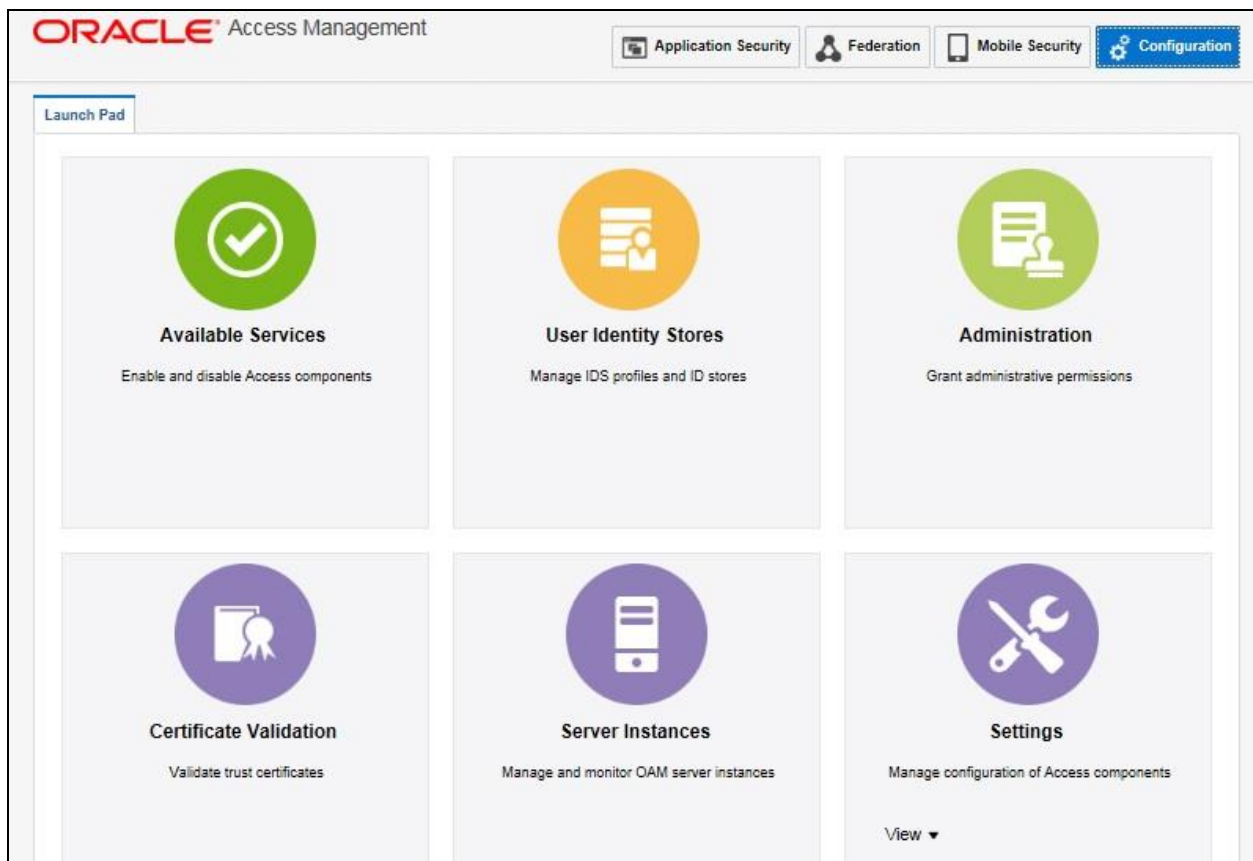 ORACLE® Access Management
Application Security
Federation
Mobile Security
Configuration
Launch Pad
Available Services
Enable and disable Access components
User Identity Stores
Manage IDS profiles and ID stores
Administration
Grant administrative permissions
Certificate Validation
Validate trust certificates
Server Instances
Manage and monitor OAM server instances
Settings
Manage configuration of Access components
View